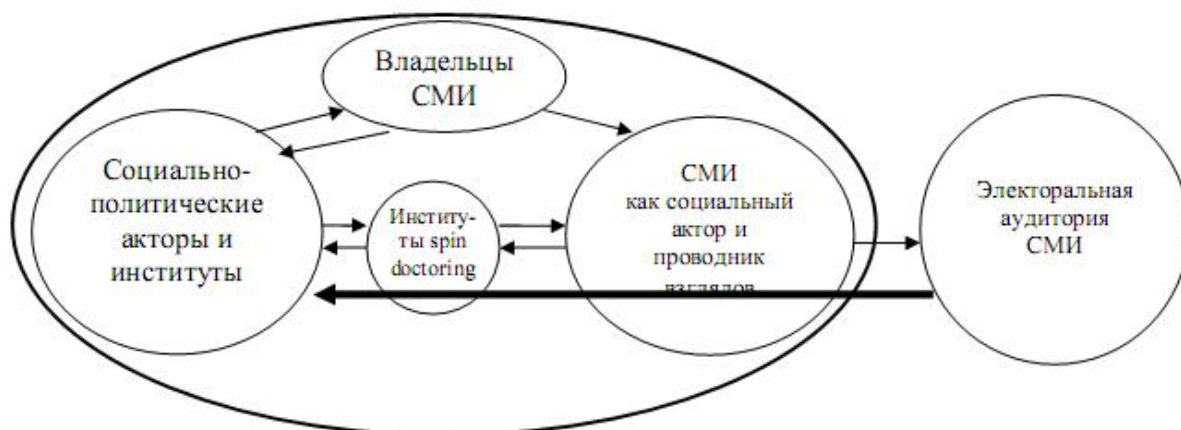 Владельцы
СМИ
Социально-
политические
акторы и
институты
Институ-
ты spin
doctoring
СМИ
как социальный
актор и
проводник
взглядов
Электоральная
аудитория
СМИ